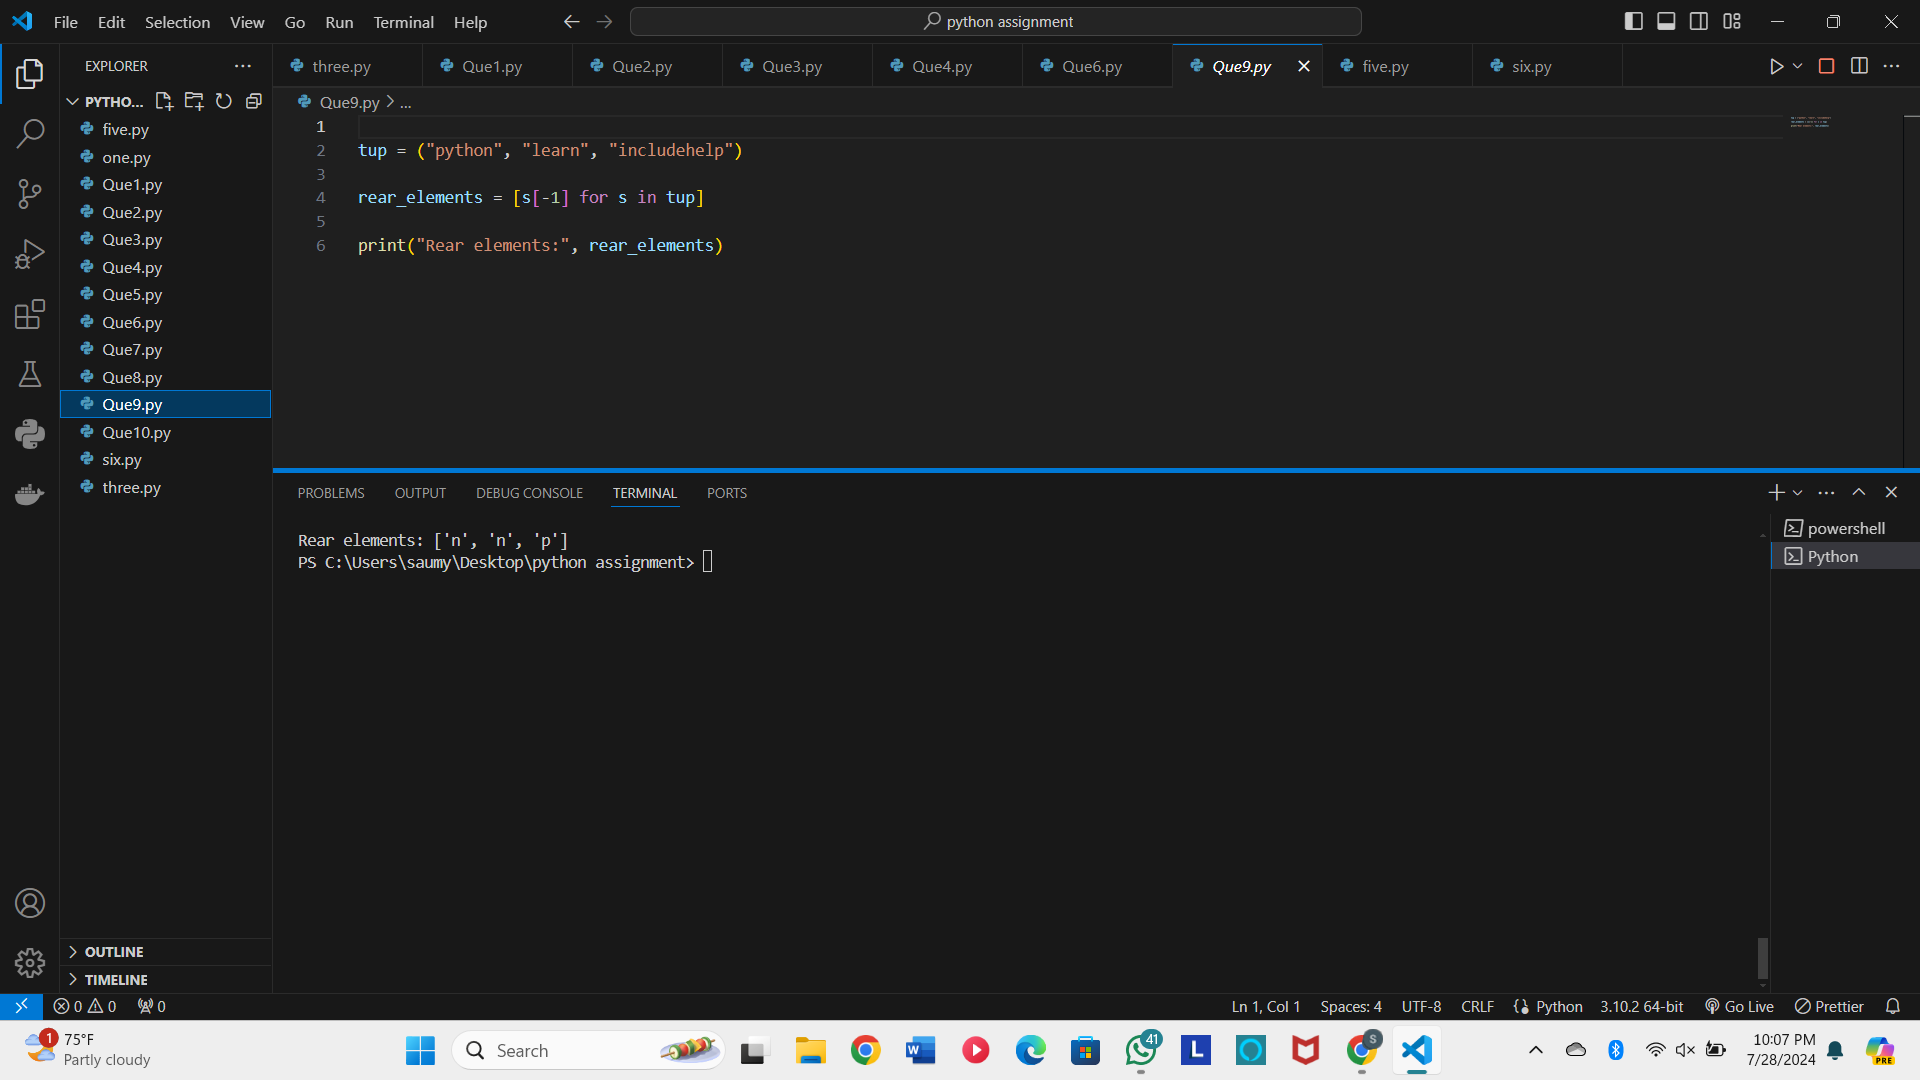 File Edit Selection View Go Run Terminal Help
python assignment
EXPLORER
PYTHO...
five.py
one.py
Que1.py
Que2.py
Que3.py
Que4.py
Que5.py
Que6.py
Que7.py
Que8.py
Que9.py
Que10.py
six.py
three.py
OUTLINE
TIMELINE
three.py Que1.py Que2.py Que3.py Que4.py Que6.py Que9.py five.py six.py
Que9.py > ...
1
2 tup = ("python", "learn", "includehelp")
3
4 rear_elements = [s[-1] for s in tup]
5
6 print("Rear elements:", rear_elements)
PROBLEMS OUTPUT DEBUG CONSOLE TERMINAL PORTS
Rear elements: ['n', 'n', 'p']
PS C:\Users\saumy\Desktop\python assignment>
powershell
Python
0 0 0 Ln 1, Col 1 Spaces: 4 UTF-8 CRLF Python 3.10.2 64-bit Go Live Prettier
1 75°F
Partly cloudy
Search
W
41
L
S
10:07 PM
7/28/2024
PRE